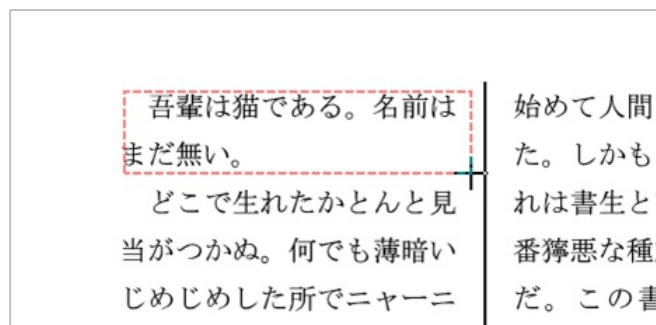 吾輩は猫である。名前は
まだ無い。
　どこで生れたかとんと見
当がつかぬ。何でも薄暗い
じめじめした所でニャーニ
始めて人間
た。しかも
れは書生と
番獰悪な種
だ。この書